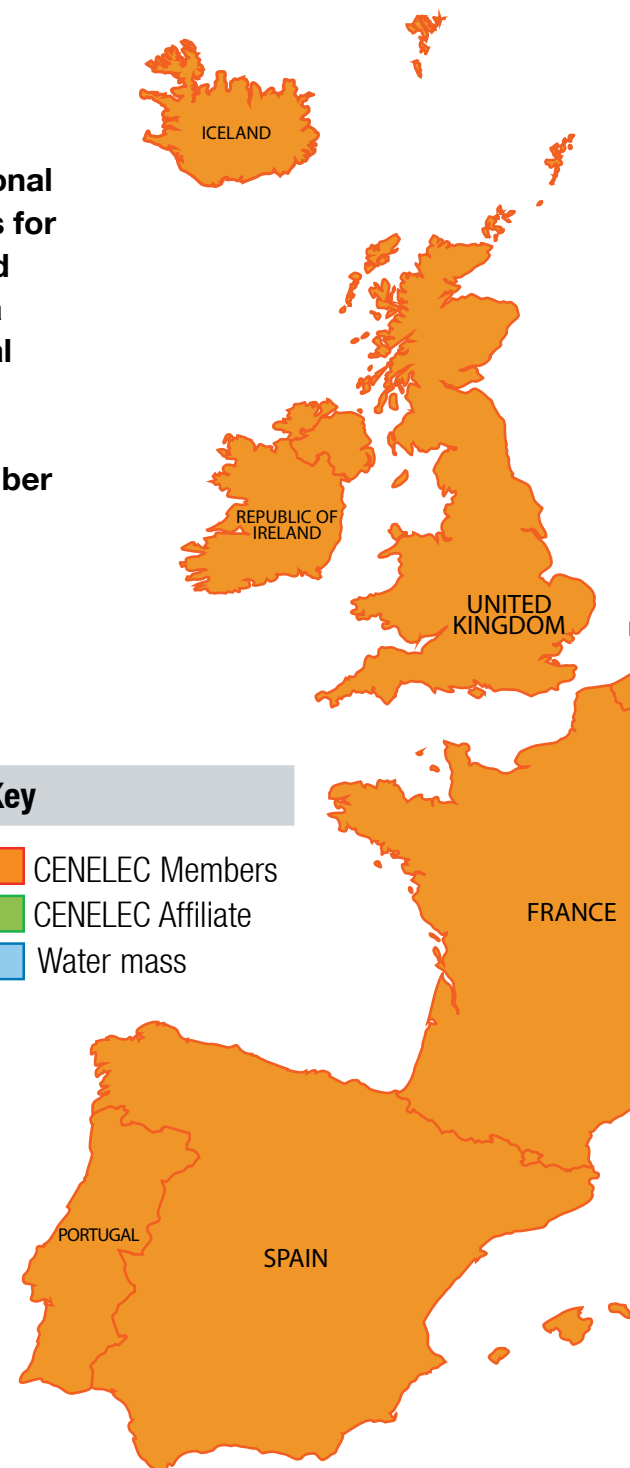 ICELAND
onal
s for
d
l
ber
REPUBLIC OF
IRELAND
UNITED
KINGDOM
Key
CENELEC Members
CENELEC Affiliate
Water mass
FRANCE
PORTUGAL
SPAIN